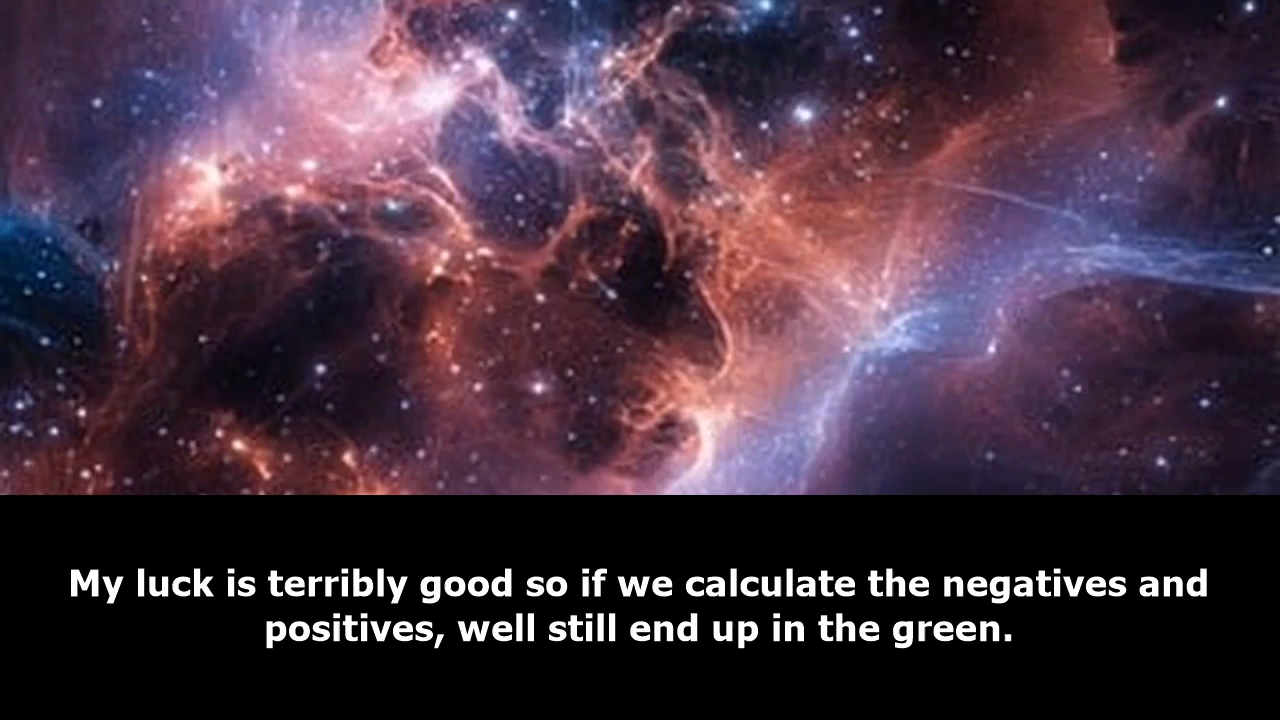 My luck is terribly good so if we calculate the negatives and
positives, well still end up in the green.